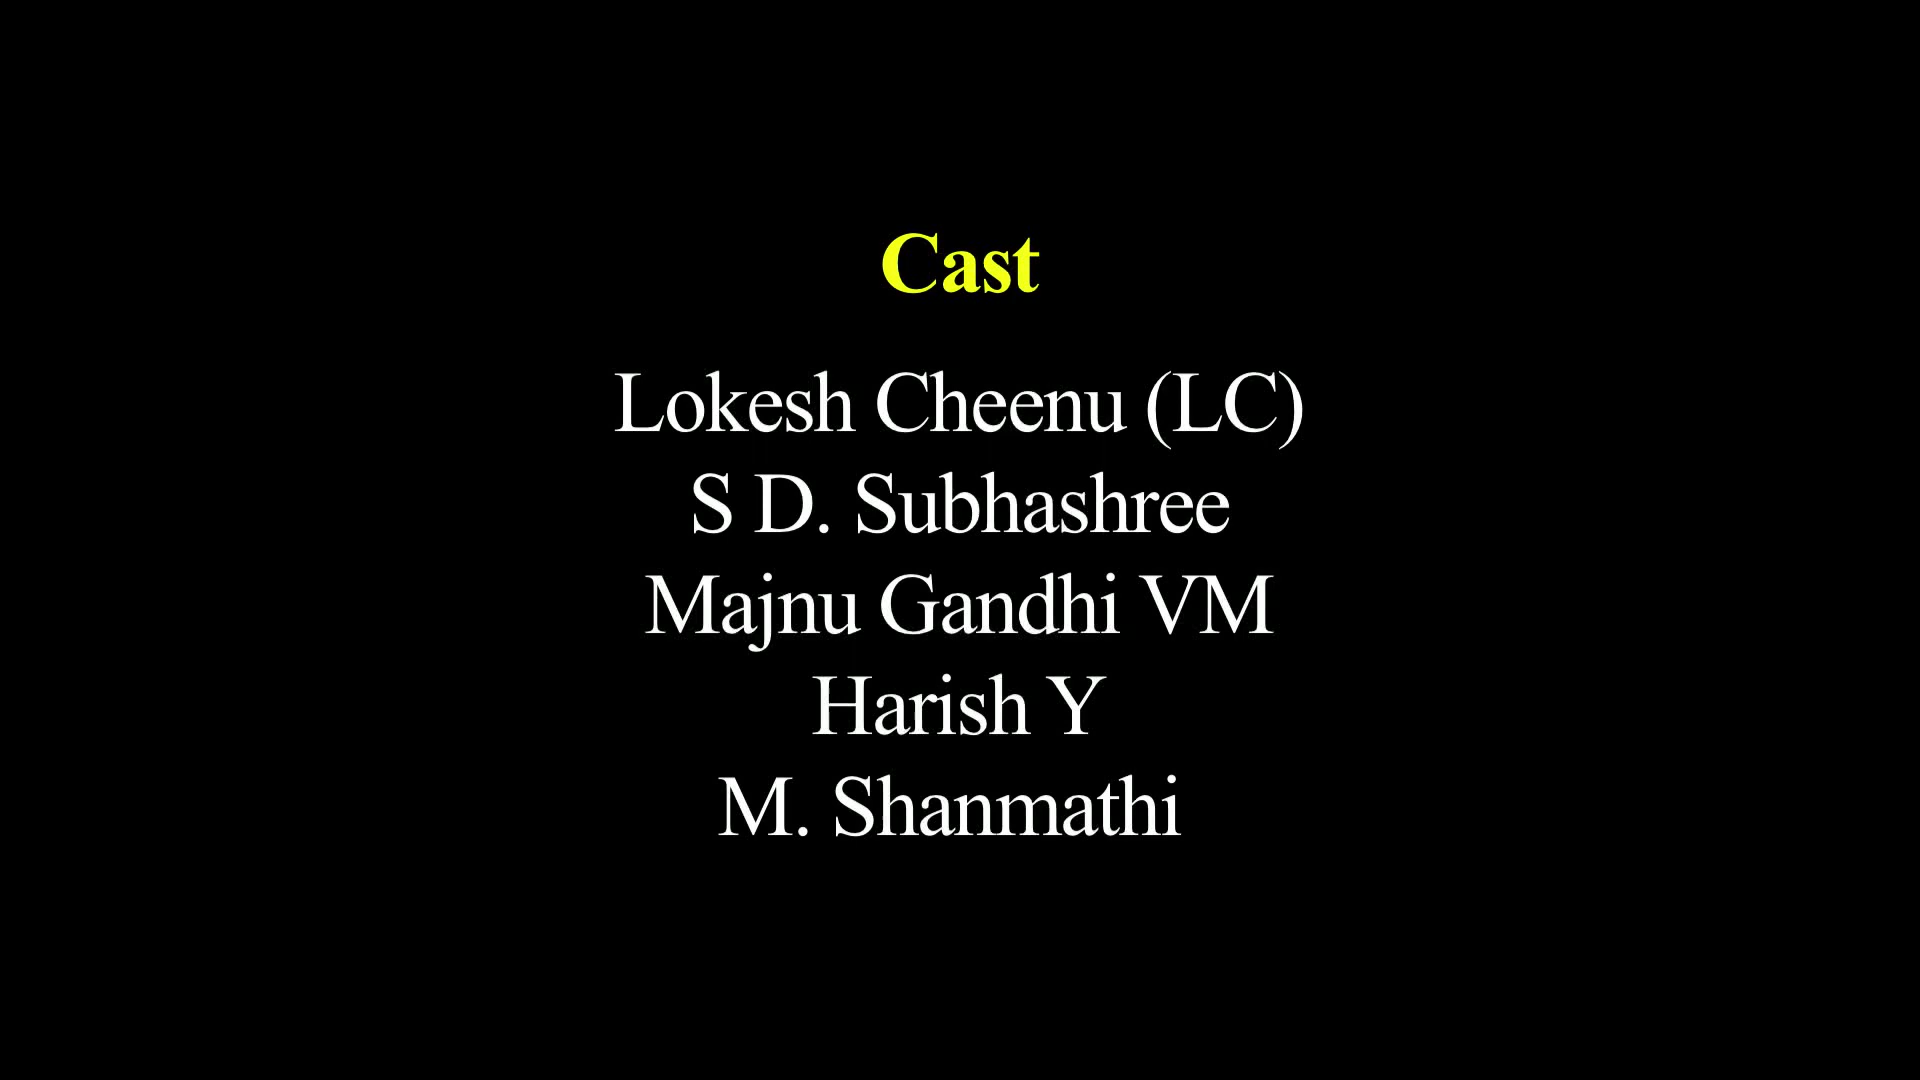 Cast
Lokesh Cheenu (LC)
S D. Subhashree
Majnu Gandhi VM
Harish Y
M. Shanmathi